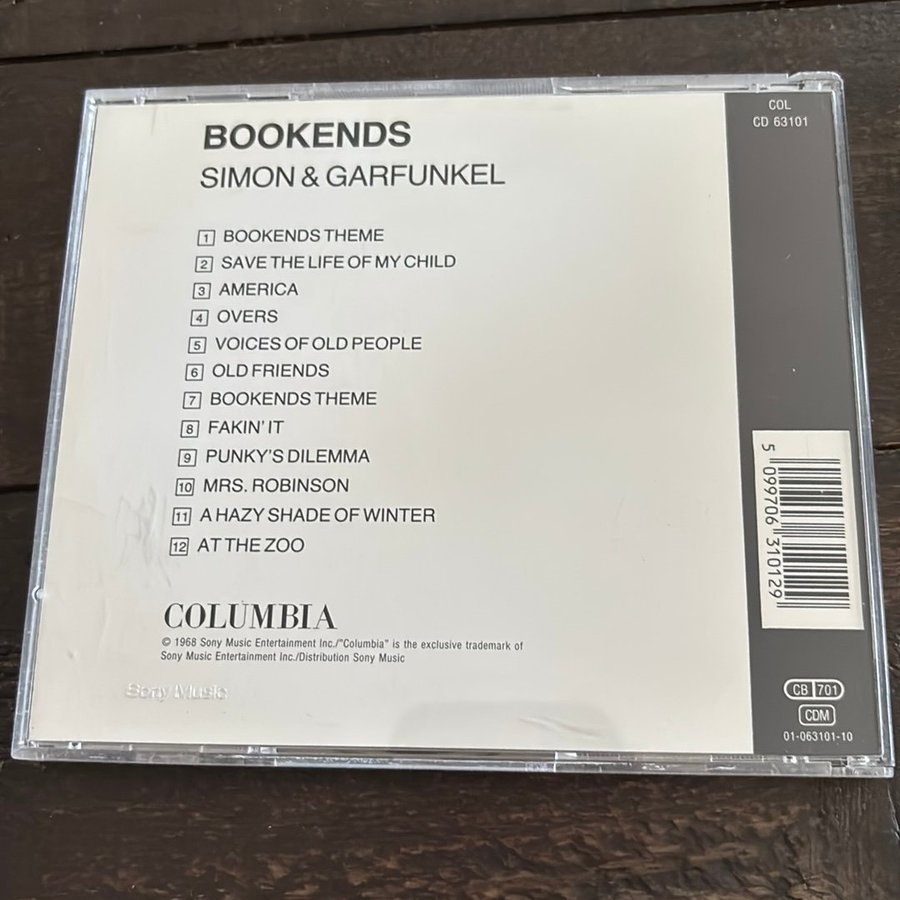 BOOKENDS
SIMON & GARFUNKEL
1 BOOKENDS THEME
2 SAVE THE LIFE OF MY CHILD
3 AMERICA
4 OVERS
5 VOICES OF OLD PEOPLE
6 OLD FRIENDS
7 BOOKENDS THEME
8 FAKIN' IT
9 PUNKY'S DILEMMA
10 MRS. ROBINSON
11 A HAZY SHADE OF WINTER
12 AT THE ZOO
COLUMBIA
© 1968 Sony Music Entertainment Inc./"Columbia" is the exclusive trademark of
Sony Music Entertainment Inc./Distribution Sony Music
Sony Music
COL
CD 63101
5 099706 310129
CB 701
CDM
01-063101-10